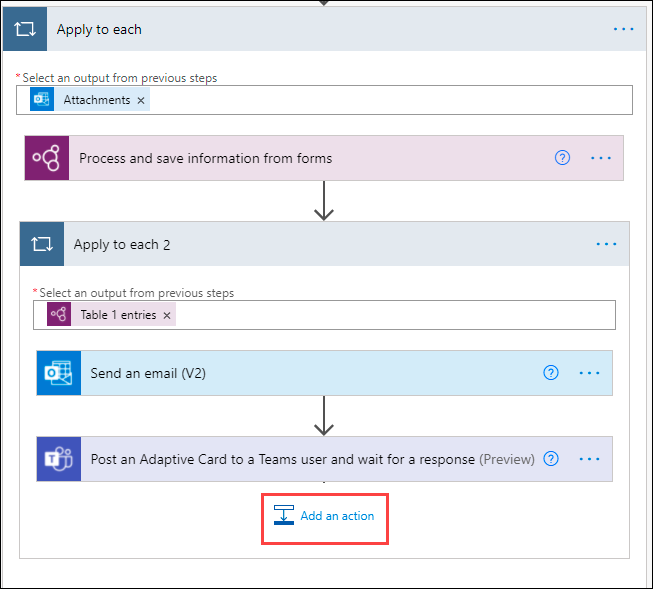 Apply to each
*Select an output from previous steps
Attachments ×
Process and save information from forms
Apply to each 2
*Select an output from previous steps
Table 1 entries ×
Send an email (V2)
Post an Adaptive Card to a Teams user and wait for a response (Preview)
Add an action